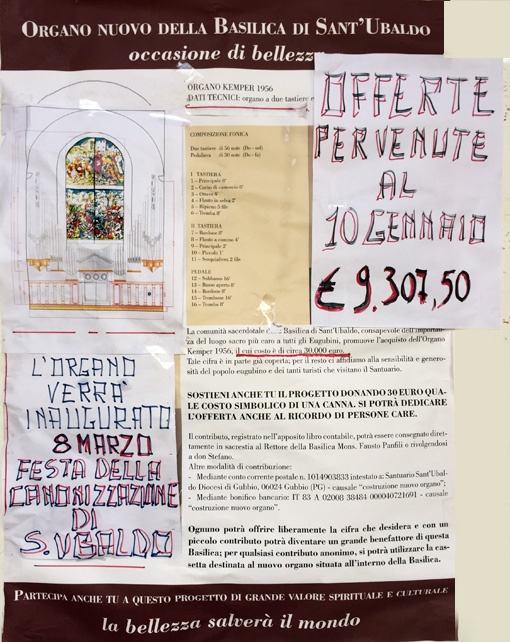 ORGANO NUOVO DELLA BASILICA DI SANT'UBALDO
occasione di bellezza
ORGANO KEMPER 1956
DATI TECNICI: organo a due tastiere e
OFFERTE
PERVENUTE
AL
10 GENNAIO
€ 9.307,50
COMPOSIZIONE FONICA
Due tastiere di 56 note (Do - sol)
Pedaliera di 30 note (Do - fa)
I TASTIERA
1 – Principale 8'
2 – Corno di camoscio 8'
3 – Ottava 4'
4 – Flauto in selva 2'
5 – Ripieno 5 file
6 – Tromba 8'
II TASTIERA
7 – Bordone 8'
8 – Flauto a camino 4'
9 – Principale 2'
10 – Piccolo 1'
11 – Sesquialtera 2 file
PEDALE
12 – Subbasso 16'
13 – Basso aperto 8'
14 – Bordone 8'
15 – Trombone 16'
16 – Tromba 8'
La comunità sacerdotale Basilica di Sant'Ubaldo, consapevole dell'importan-
za del luogo sacro più caro a tutti gli Eugubini, promuove l'acquisto dell'Organo
Kemper 1956, il cui costo è di circa 30.000 euro.
Tale cifra è in parte già coperta; per il resto ci affidiamo alla sensibilità e genero-
sità del popolo eugubino e dei tanti turisti che visitano il Santuario.
SOSTIENI ANCHE TU IL PROGETTO DONANDO 30 EURO QUA-
LE COSTO SIMBOLICO DI UNA CANNA. SI POTRÀ DEDICARE
L'OFFERTA ANCHE AL RICORDO DI PERSONE CARE.
Il contributo, registrato nell'apposito libro contabile, potrà essere consegnato diret-
tamente in sacrestia al Rettore della Basilica Mons. Fausto Panfili o rivolgendosi
a don Stefano.
Altre modalità di contribuzione:
- Mediante conto corrente postale n. 1014903833 intestato a: Santuario Sant'Ubal-
do Diocesi di Gubbio, 06024 Gubbio (PG) - causale "costruzione nuovo organo";
- Mediante bonifico bancario: IT 83 A 02008 38484 000040721691 - causale
"costruzione nuovo organo".
Ognuno potrà offrire liberamente la cifra che desidera e con un
piccolo contributo potrà diventare un grande benefattore di questa
Basilica; per qualsiasi contributo anonimo, si potrà utilizzare la cas-
setta destinata al nuovo organo situata all'interno della Basilica.
L'ORGANO
VERRA'
INAUGURATO
8 MARZO
FESTA DELLA
CANONIZZAZIONE
DI
S. UBALDO
PARTECIPA ANCHE TU A QUESTO PROGETTO DI GRANDE VALORE SPIRITUALE E CULTURALE
la bellezza salverà il mondo